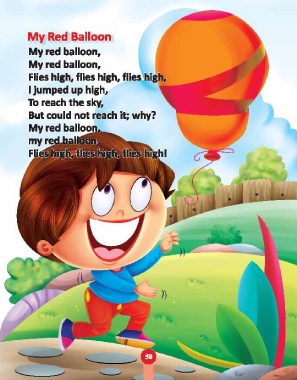 My Red Balloon
My red balloon,
My red balloon,
Flies high, flies high, flies high,
I jumped up high,
To reach the sky,
But could not reach it; why?
My red balloon,
my red balloon,
Flies high, flies high, flies high!
58